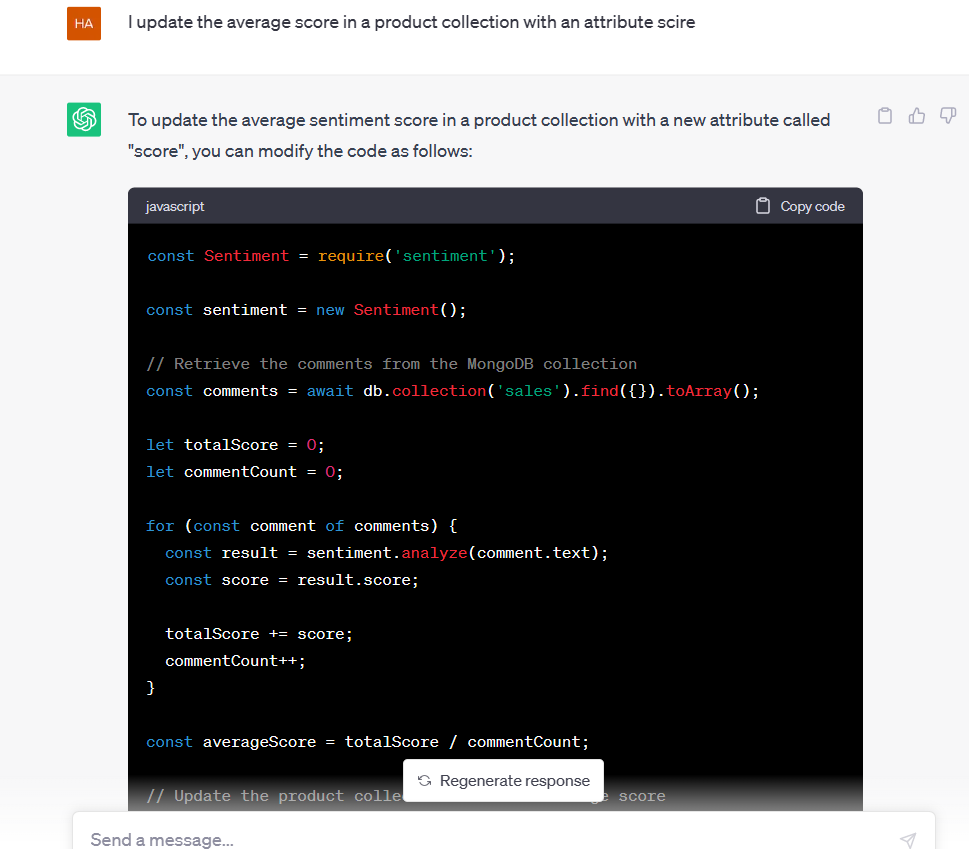 HA
I update the average score in a product collection with an attribute scire
To update the average sentiment score in a product collection with a new attribute called
"score", you can modify the code as follows:
javascript
Copy code
const Sentiment = require('sentiment');
const sentiment = new Sentiment();
// Retrieve the comments from the MongoDB collection
const comments = await db.collection('sales').find({}).toArray();
let totalScore = 0;
let commentCount = 0;
for (const comment of comments) {
const result = sentiment.analyze(comment.text);
const score = result.score;
totalScore += score;
commentCount++;
}
const averageScore = totalScore / commentCount;
Regenerate response
// Update the product score
Send a message...